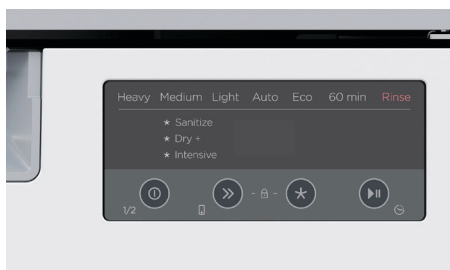 Heavy Medium Light Auto Eco 60 min Rinse
* Sanitize
* Dry +
* Intensive
1/2